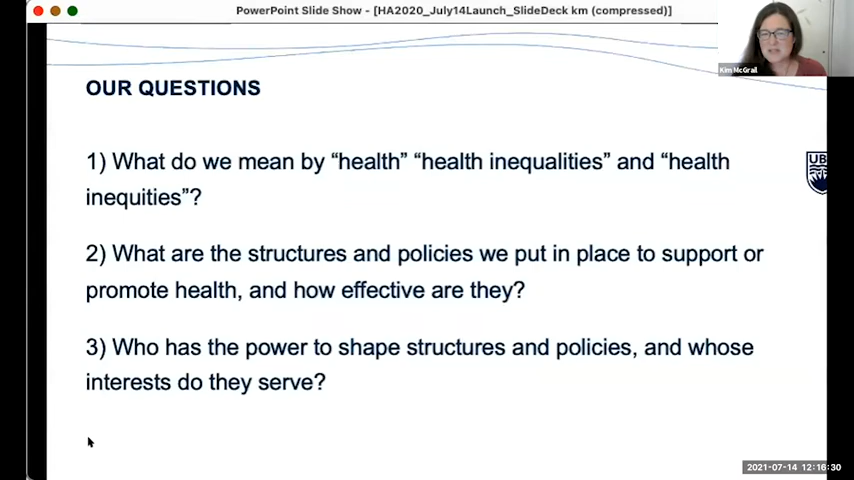 PowerPoint Slide Show - [HA2020_July14Launch_SlideDeck km (compressed)]
Kim McGrail
OUR QUESTIONS
1) What do we mean by “health” “health inequalities” and “health
inequities”?
UB
2) What are the structures and policies we put in place to support or
promote health, and how effective are they?
3) Who has the power to shape structures and policies, and whose
interests do they serve?
2021-07-14 12:16:30